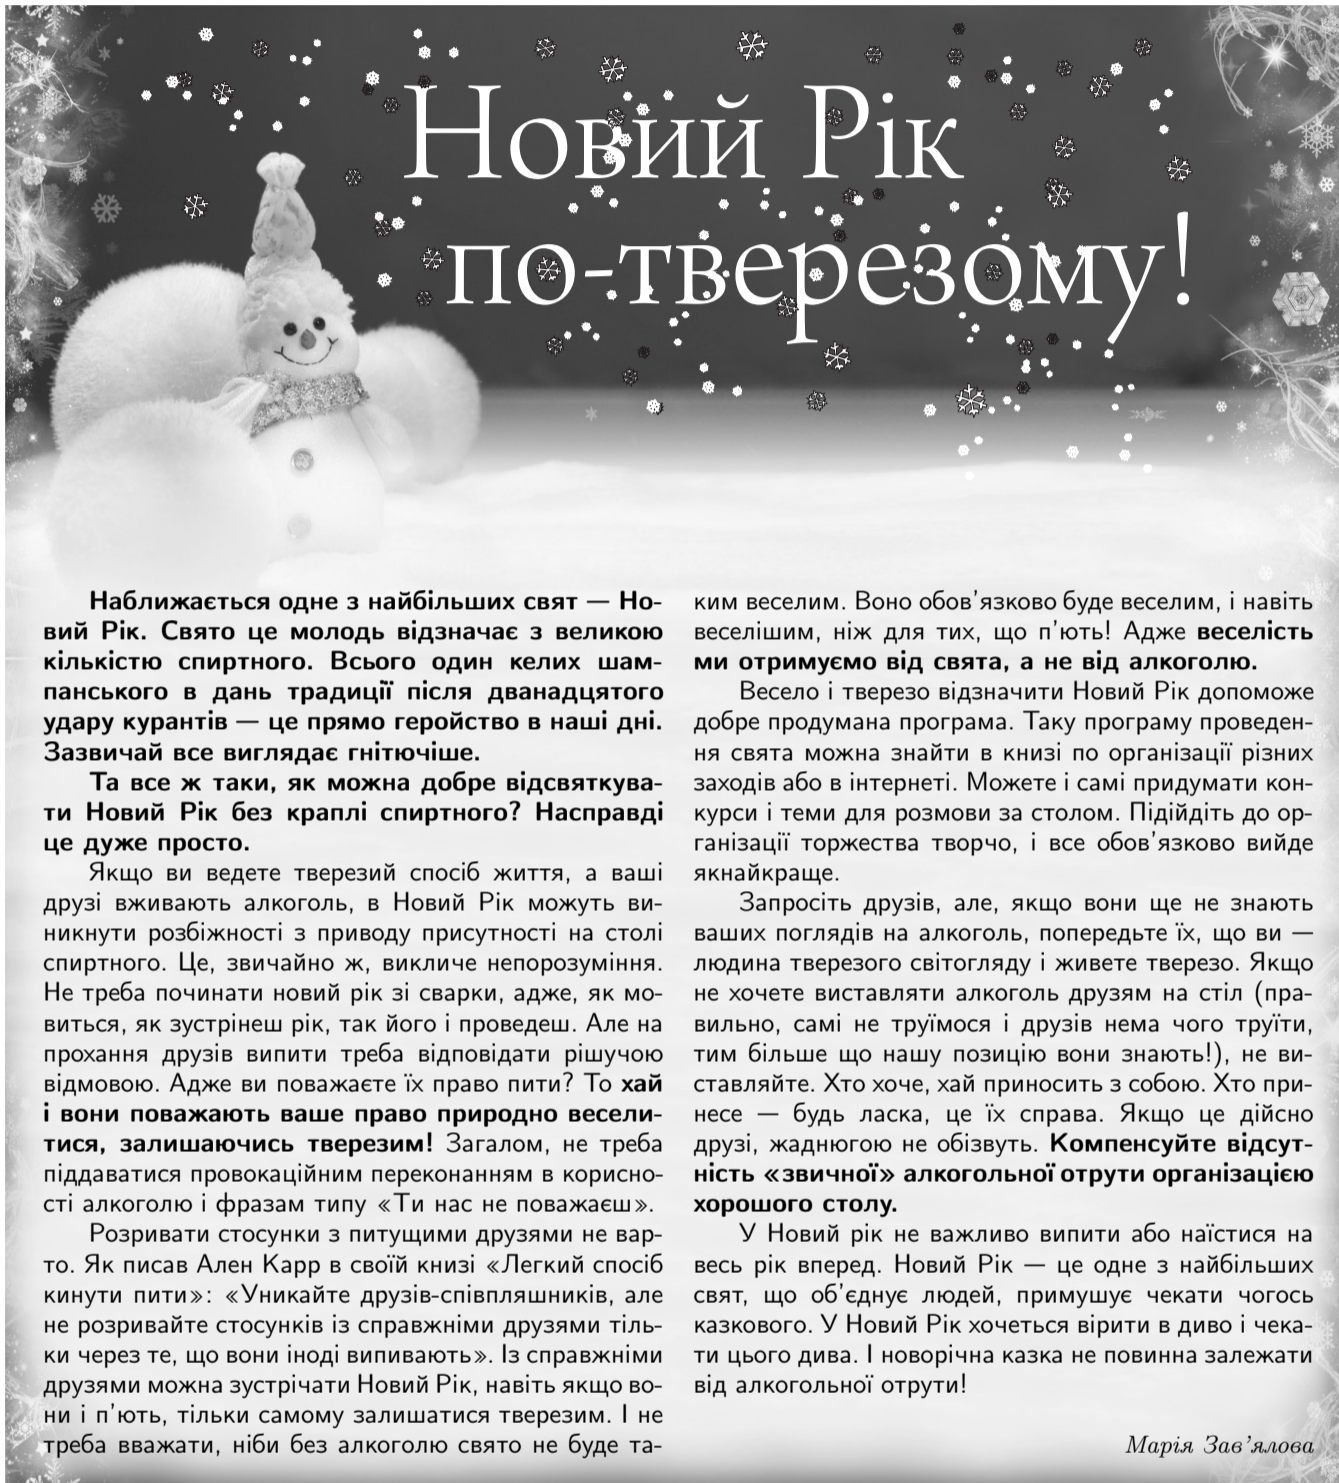 Новий Рік
по-тверезому!
Наближається одне з найбільших свят — Но-
вий Рік. Свято це молодь відзначає з великою
кількістю спиртного. Всього один келих шам-
панського в дань традиції після дванадцятого
удару курантів — це прямо геройство в наші дні.
Зазвичай все виглядає гнітючіше.
Та все ж таки, як можна добре відсвяткува-
ти Новий Рік без краплі спиртного? Насправді
це дуже просто.
Якщо ви ведете тверезий спосіб життя, а ваші
друзі вживають алкоголь, в Новий Рік можуть ви-
никнути розбіжності з приводу присутності на столі
спиртного. Це, звичайно ж, викличе непорозуміння.
Не треба починати новий рік зі сварки, адже, як мо-
виться, як зустрінеш рік, так його і проведеш. Але на
прохання друзів випити треба відповідати рішучою
відмовою. Адже ви поважаєте їх право пити? То хай
і вони поважають ваше право природно весели-
тися, залишаючись тверезим! Загалом, не треба
піддаватися провокаційним переконанням в корисно-
сті алкоголю і фразам типу «Ти нас не поважаєш».
Розривати стосунки з питущими друзями не вар-
то. Як писав Ален Карр в своїй книзі «Легкий спосіб
кинути пити»: «Уникайте друзів-співпляшників, але
не розривайте стосунків із справжніми друзями тіль-
ки через те, що вони іноді випивають». Із справжніми
друзями можна зустрічати Новий Рік, навіть якщо во-
ни і п'ють, тільки самому залишатися тверезим. І не
треба вважати, ніби без алкоголю свято не буде та-
ким веселим. Воно обов'язково буде веселим, і навіть
веселішим, ніж для тих, що п'ють! Адже веселість
ми отримуємо від свята, а не від алкоголю.
Весело і тверезо відзначити Новий Рік допоможе
добре продумана програма. Таку програму проведен-
ня свята можна знайти в книзі по організації різних
заходів або в інтернеті. Можете і самі придумати кон-
курси і теми для розмови за столом. Підійдіть до ор-
ганізації торжества творчо, і все обов'язково вийде
якнайкраще.
Запросіть друзів, але, якщо вони ще не знають
ваших поглядів на алкоголь, попередьте їх, що ви —
людина тверезого світогляду і живете тверезо. Якщо
не хочете виставляти алкоголь друзям на стіл (пра-
вильно, самі не труїмося і друзів нема чого труїти,
тим більше що нашу позицію вони знають!), не ви-
ставляйте. Хто хоче, хай приносить з собою. Хто при-
несе — будь ласка, це їх справа. Якщо це дійсно
друзі, жаднюгою не обізвуть. Компенсуйте відсут-
ність «звичної» алкогольної отрути організацією
хорошого столу.
У Новий рік не важливо випити або наїстися на
весь рік вперед. Новий Рік — це одне з найбільших
свят, що об'єднує людей, примушує чекати чогось
казкового. У Новий Рік хочеться вірити в диво і чека-
ти цього дива. І новорічна казка не повинна залежати
від алкогольної отрути!
Марія Зав'ялова